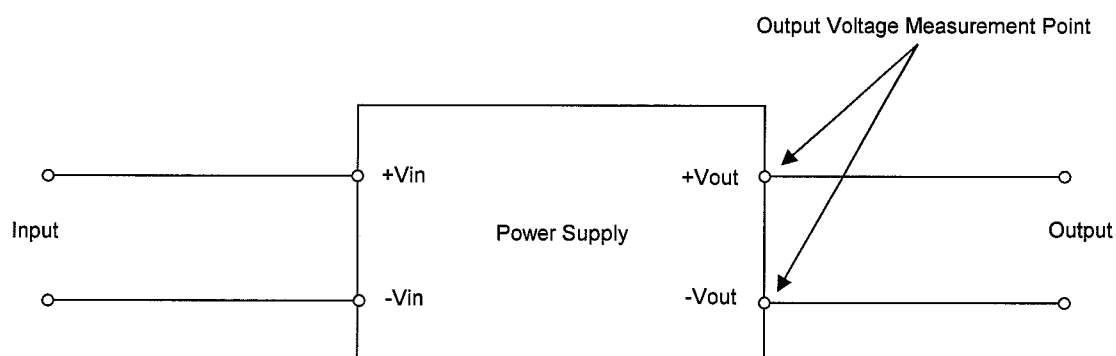 Output Voltage Measurement Point
+Vin
+Vout
Input
Power Supply
Output
-Vin
-Vout